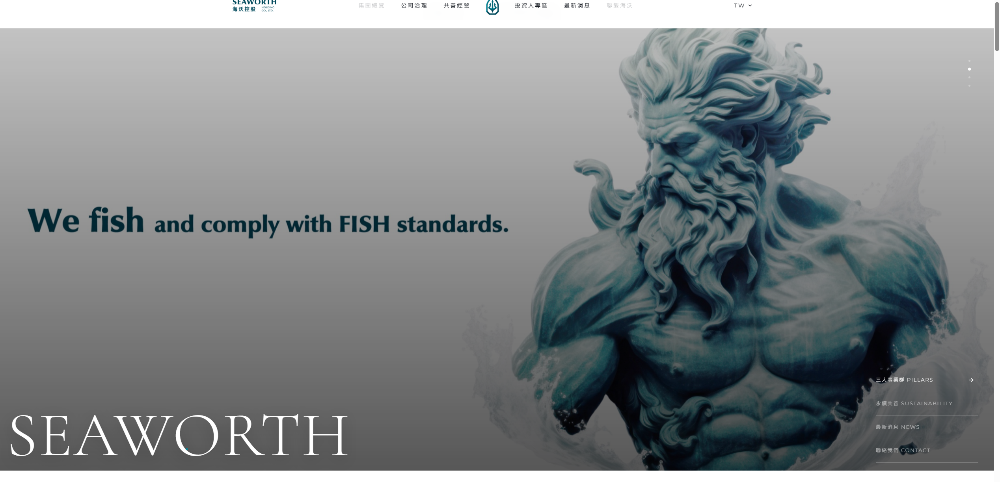 SEAWORTH
海沃控股 HOLDING CO., LTD.
集團總覽 公司治理 共善經營 投資人專區 最新消息 聯繫海沃 TW
We fish and comply with FISH standards.
三大事業群 PILLARS
永續共善 SUSTAINABILITY
最新消息 NEWS
聯絡我們 CONTACT
SEAWORTH